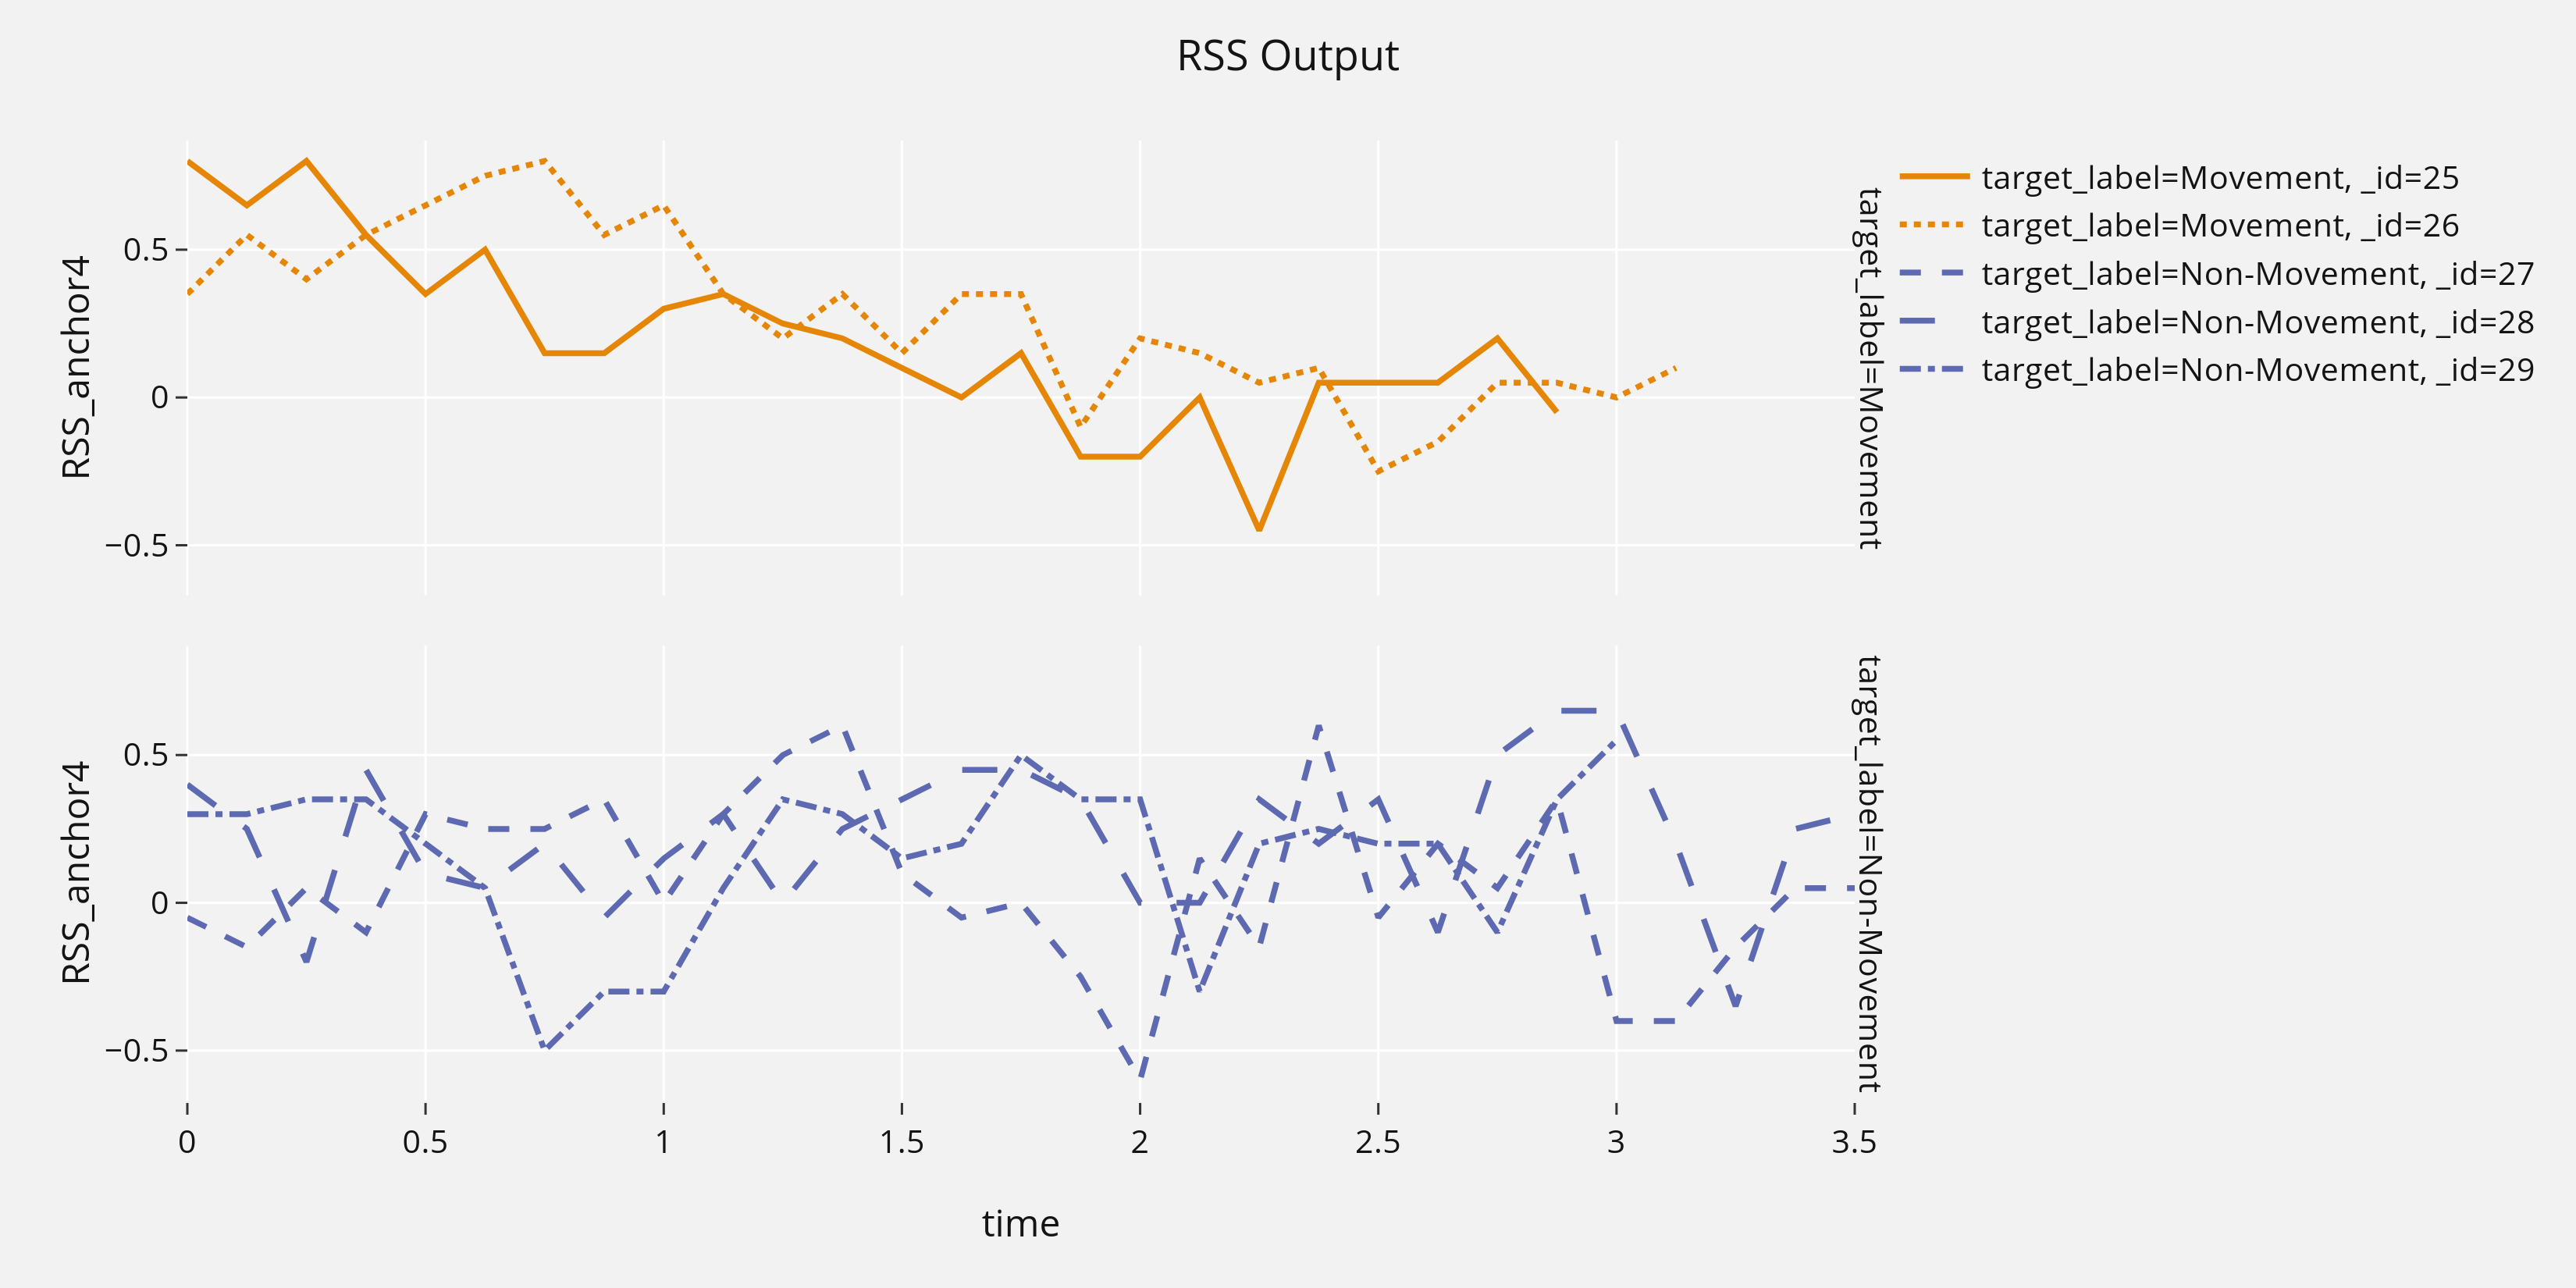 RSS Output
RSS_anchor4
0.5
0
−0.5
target_label=Movement
target_label=Movement, _id=25
target_label=Movement, _id=26
target_label=Non-Movement, _id=27
target_label=Non-Movement, _id=28
target_label=Non-Movement, _id=29
RSS_anchor4
0.5
0
−0.5
target_label=Non-Movement
0 0.5 1 1.5 2 2.5 3 3.5
time